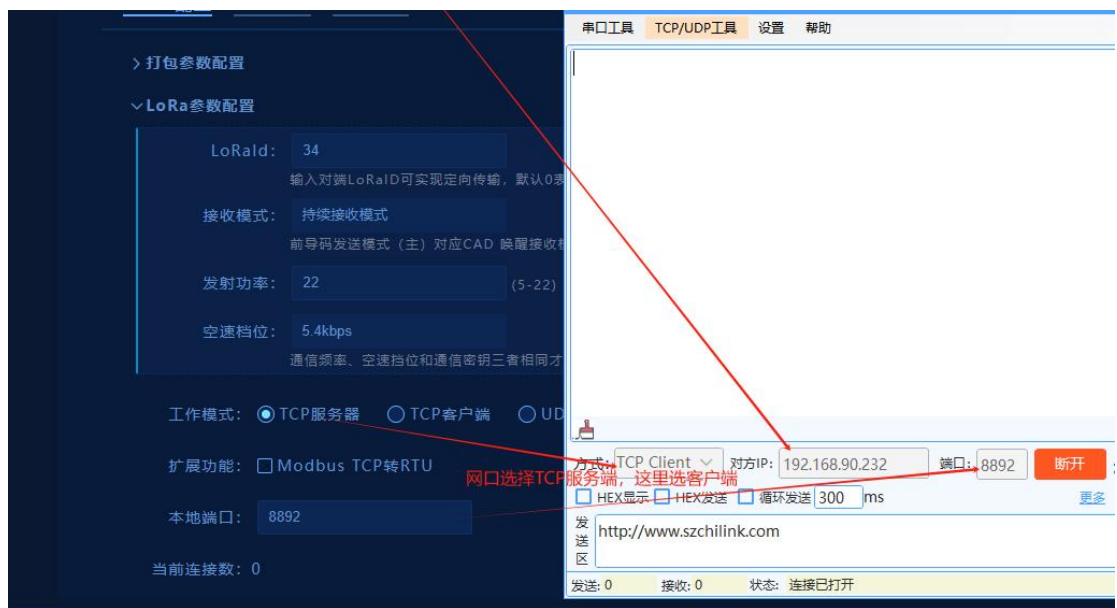 打包参数配置
LoRa参数配置
LoRaId: 34
输入对端LoRaID可实现定向传输，默认0表
接收模式: 持续接收模式
前导码发送模式（主）对应CAD 唤醒接收模
发射功率: 22 (5-22)
空速档位: 5.4kbps
通信频率、空速挡位和通信密钥三者相同才
工作模式: TCP服务器 TCP客户端 UD
扩展功能: Modbus TCP转RTU
本地端口: 8892
当前连接数: 0
串口工具 TCP/UDP工具 设置 帮助
方式: TCP Client 对方IP: 192.168.90.232 端口: 8892 断开
网口选择TCP服务端，这里选客户端
HEX显示 HEX发送 循环发送 300 ms 更多
发送区
http://www.szchilink.com
发送: 0 接收: 0 状态: 连接已打开